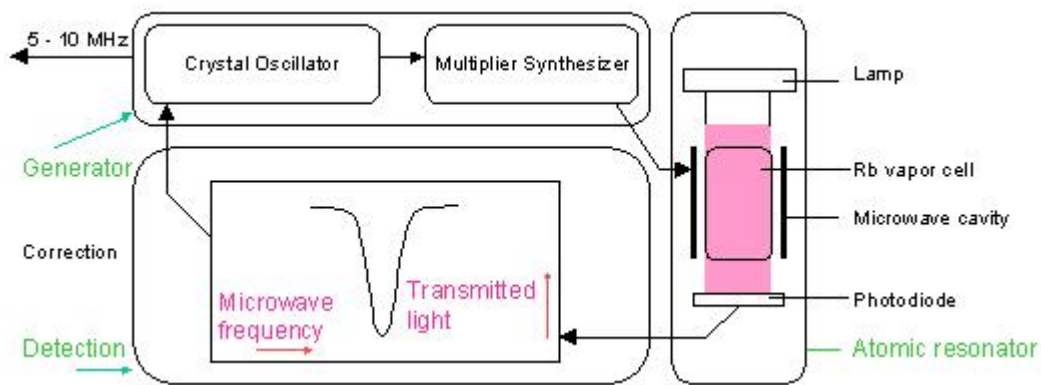 5 - 10 MHz
Crystal Oscillator
Multiplier Synthesizer
Lamp
Generator
Rb vapor cell
Microwave cavity
Correction
Microwave
frequency
Transmitted
light
Photodiode
Detection
Atomic resonator